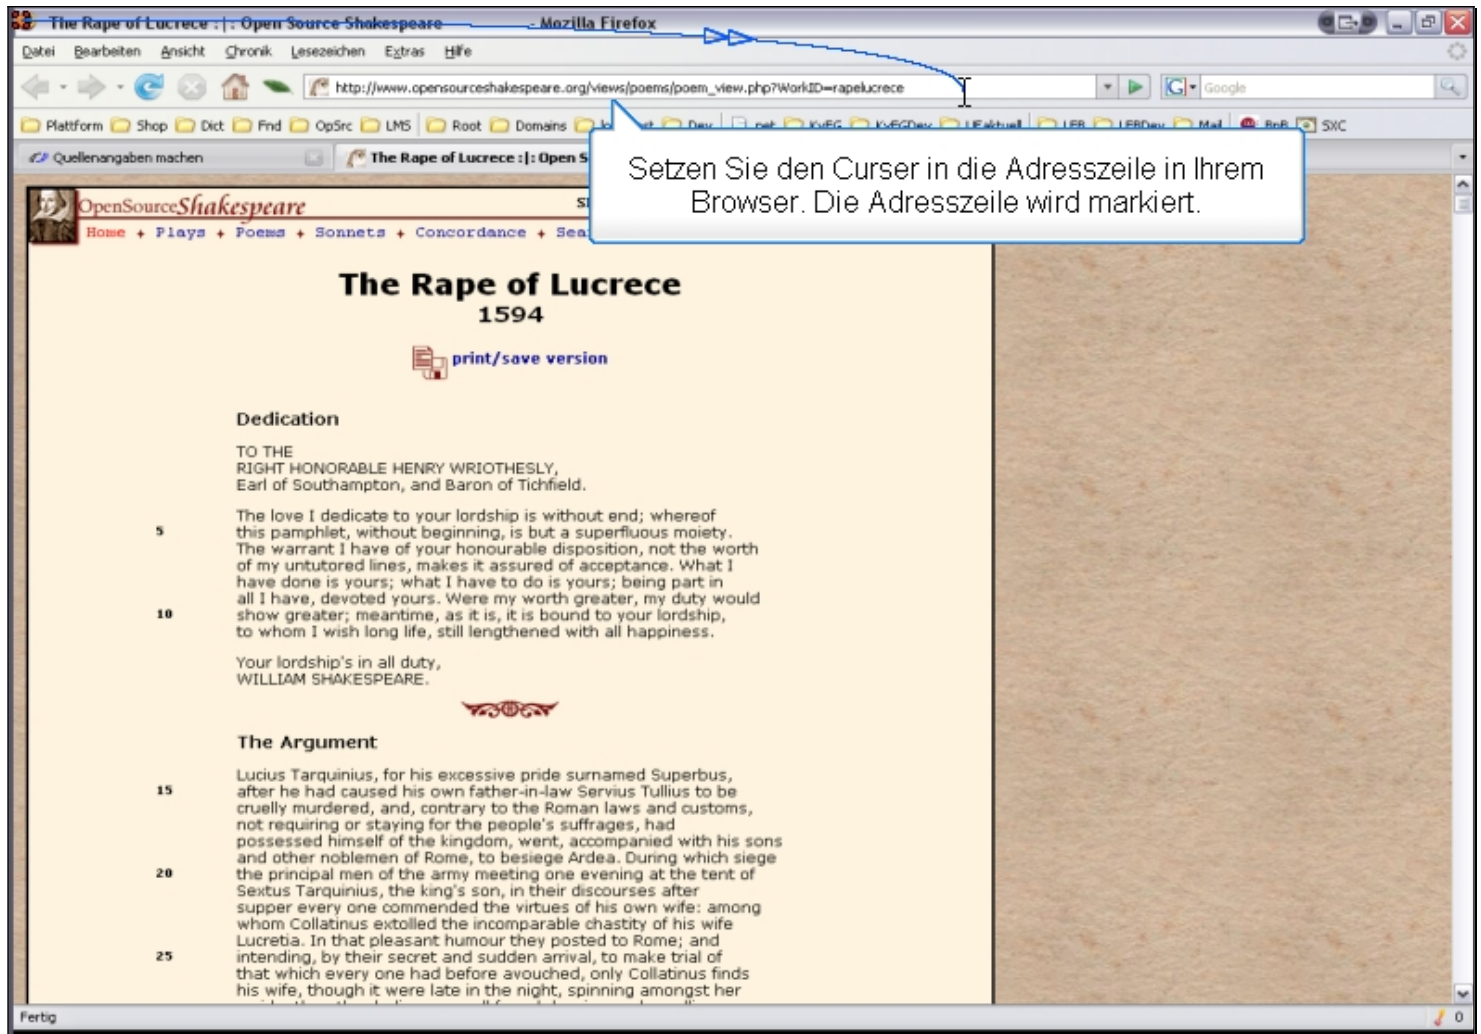 The Rape of Lucrece :|: Open Source Shakespeare - Mozilla Firefox
Datei Bearbeiten Ansicht Chronik Lesezeichen Extras Hilfe
http://www.opensourceshakespeare.org/views/poems/poem_view.php?WorkID=rapelucrece
Google
Plattform Shop Dict Fnd OpSrc LMS Root Domains KvEG KvEGDev UEaktuell LEB LEBDev Mail BpB SXC
Quellenangaben machen
The Rape of Lucrece :|: Open S
Setzen Sie den Curser in die Adresszeile in Ihrem
Browser. Die Adresszeile wird markiert.
OpenSourceShakespeare
Home + Plays + Poems + Sonnets + Concordance + Sea
The Rape of Lucrece
1594
print/save version
Dedication
TO THE
RIGHT HONORABLE HENRY WRIOTHESLY,
Earl of Southampton, and Baron of Tichfield.
The love I dedicate to your lordship is without end; whereof
5 this pamphlet, without beginning, is but a superfluous moiety.
The warrant I have of your honourable disposition, not the worth
of my untutored lines, makes it assured of acceptance. What I
have done is yours; what I have to do is yours; being part in
all I have, devoted yours. Were my worth greater, my duty would
10 show greater; meantime, as it is, it is bound to your lordship,
to whom I wish long life, still lengthened with all happiness.
Your lordship's in all duty,
WILLIAM SHAKESPEARE.
The Argument
Lucius Tarquinius, for his excessive pride surnamed Superbus,
15 after he had caused his own father-in-law Servius Tullius to be
cruelly murdered, and, contrary to the Roman laws and customs,
not requiring or staying for the people's suffrages, had
possessed himself of the kingdom, went, accompanied with his sons
and other noblemen of Rome, to besiege Ardea. During which siege
20 the principal men of the army meeting one evening at the tent of
Sextus Tarquinius, the king's son, in their discourses after
supper every one commended the virtues of his own wife: among
whom Collatinus extolled the incomparable chastity of his wife
Lucretia. In that pleasant humour they posted to Rome; and
25 intending, by their secret and sudden arrival, to make trial of
that which every one had before avouched, only Collatinus finds
his wife, though it were late in the night, spinning amongst her
Fertig
0